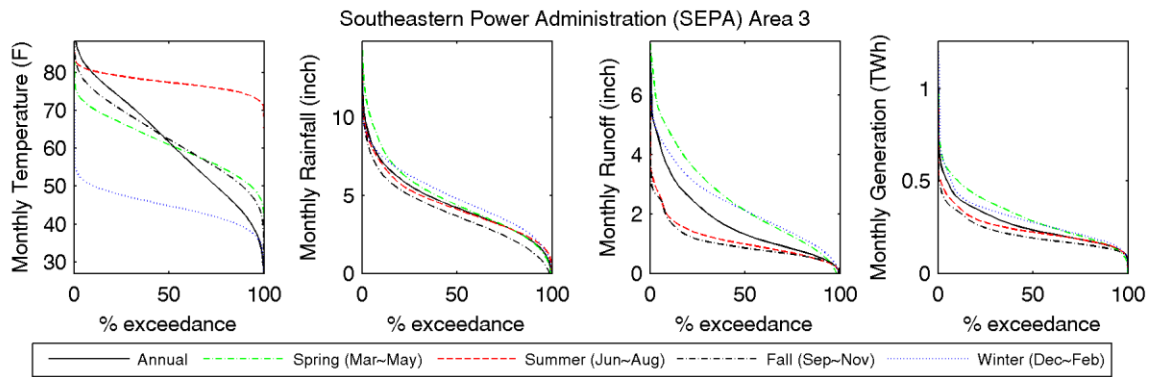 Southeastern Power Administration (SEPA) Area 3
Monthly Temperature (F)
80
70
60
50
40
30
0 50 100
% exceedance
Monthly Rainfall (inch)
10
5
0
0 50 100
% exceedance
Monthly Runoff (inch)
6
4
2
0
0 50 100
% exceedance
Monthly Generation (TWh)
1
0.5
0
0 50 100
% exceedance
Annual Spring (Mar~May) Summer (Jun~Aug) Fall (Sep~Nov) Winter (Dec~Feb)